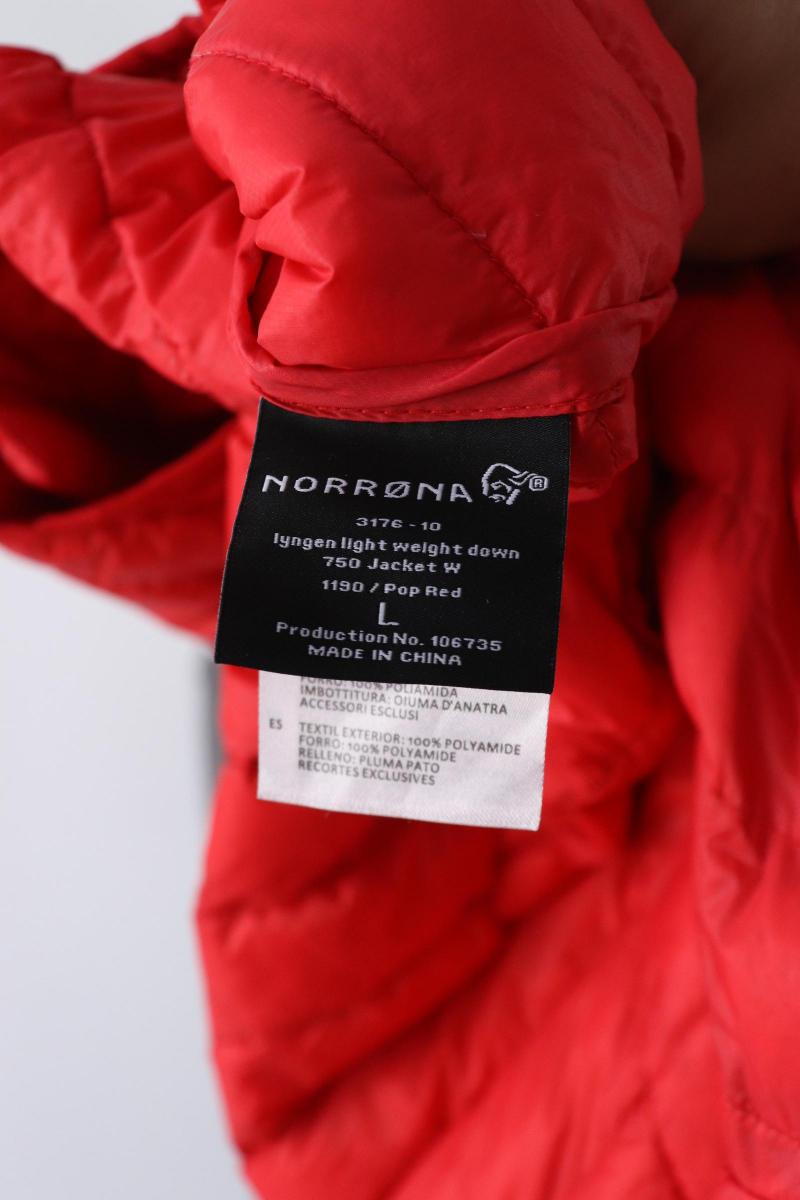 NORRØNA ®
3176 - 10
lyngen light weight down
750 Jacket W
1190 / Pop Red
L
Production No. 106735
MADE IN CHINA
FORRO: 100% POLIAMIDA
IMBOTTITURA: OIUMA D'ANATRA
ACCESSORI ESCLUSI
ES TEXTIL EXTERIOR: 100% POLYAMIDE
FORRO: 100% POLYAMIDE
RELLENO: PLUMA PATO
RECORTES EXCLUSIVES